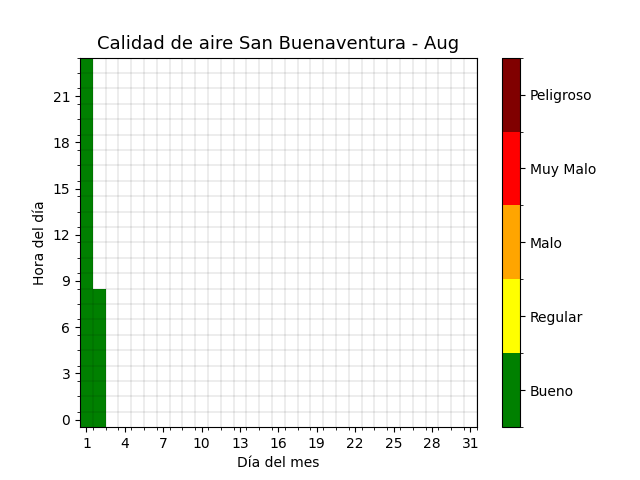 Calidad de aire San Buenaventura - Aug
Hora del día
21
18
15
12
9
6
3
0
1 4 7 10 13 16 19 22 25 28 31
Día del mes
Peligroso
Muy Malo
Malo
Regular
Bueno